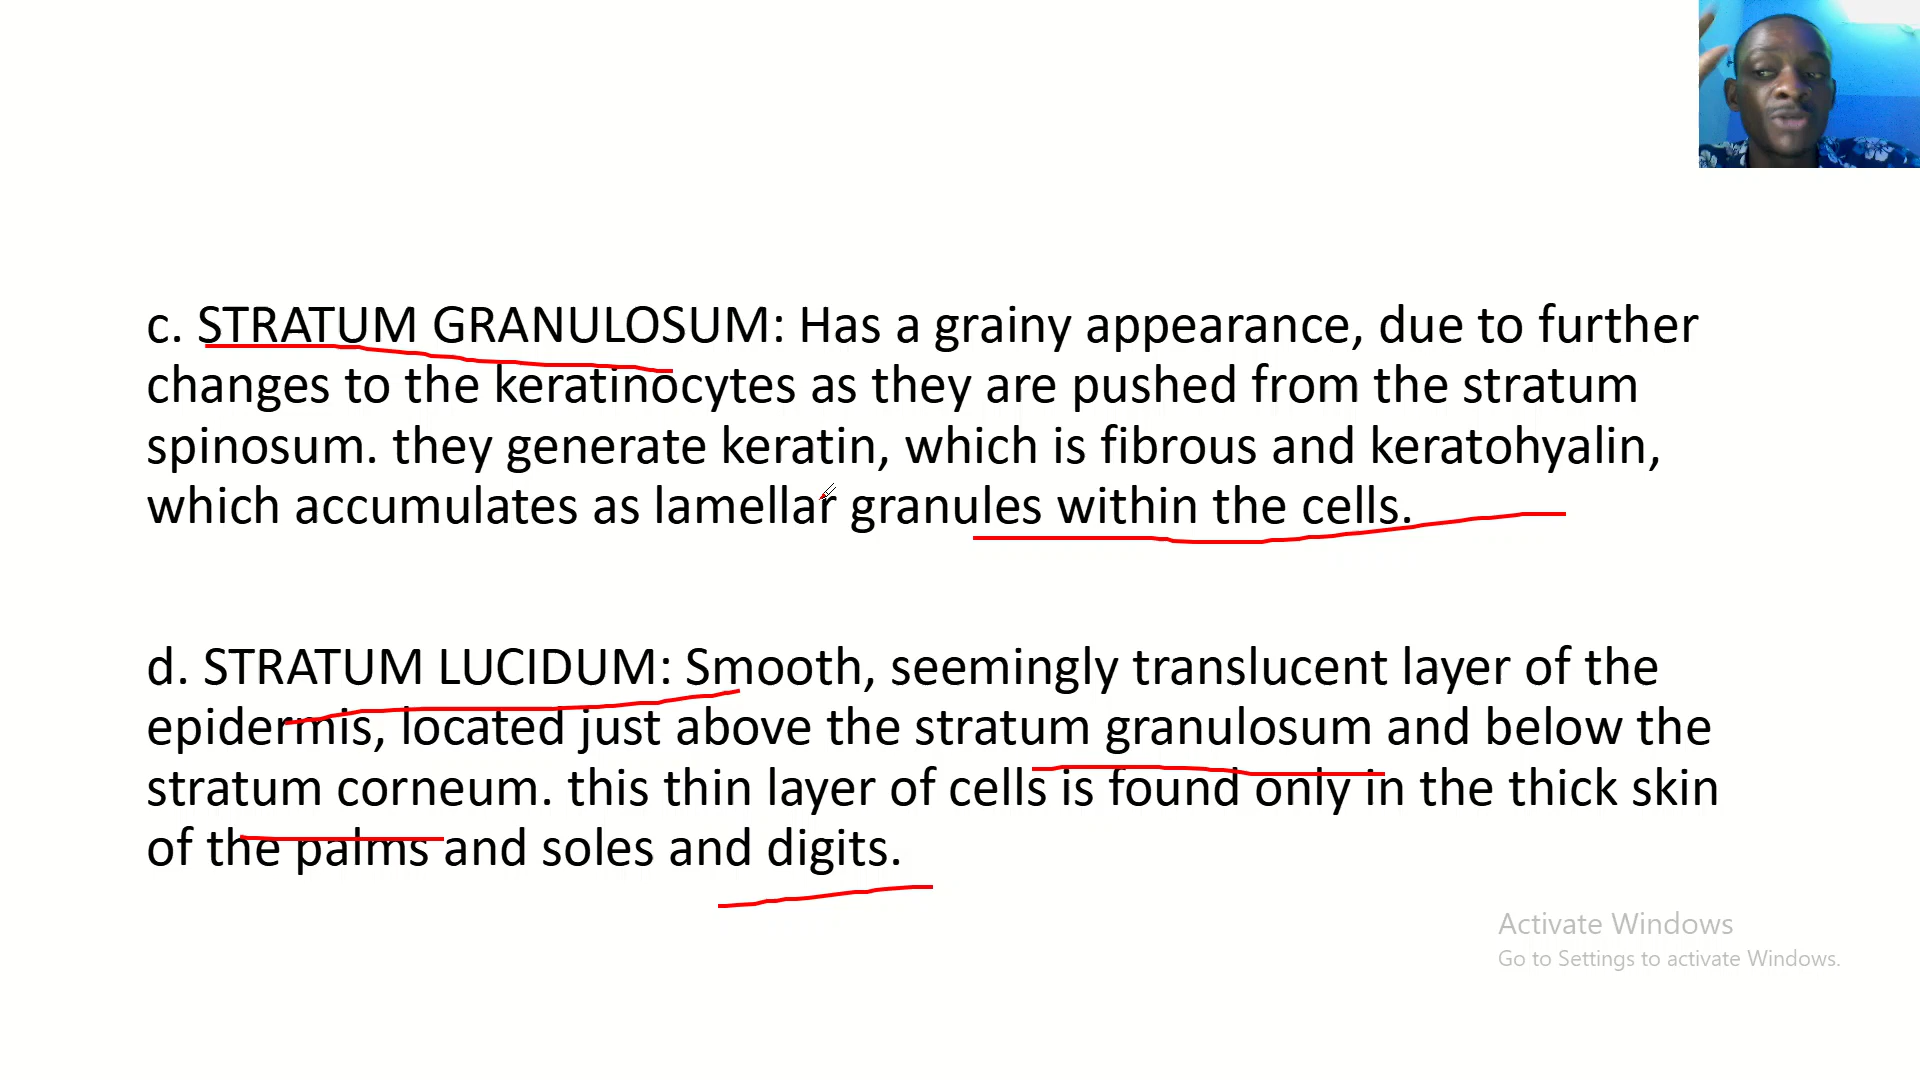 c. STRATUM GRANULOSUM: Has a grainy appearance, due to further
changes to the keratinocytes as they are pushed from the stratum
spinosum. they generate keratin, which is fibrous and keratohyalin,
which accumulates as lamellar granules within the cells.
d. STRATUM LUCIDUM: Smooth, seemingly translucent layer of the
epidermis, located just above the stratum granulosum and below the
stratum corneum. this thin layer of cells is found only in the thick skin
of the palms and soles and digits.
Activate Windows
Go to Settings to activate Windows.